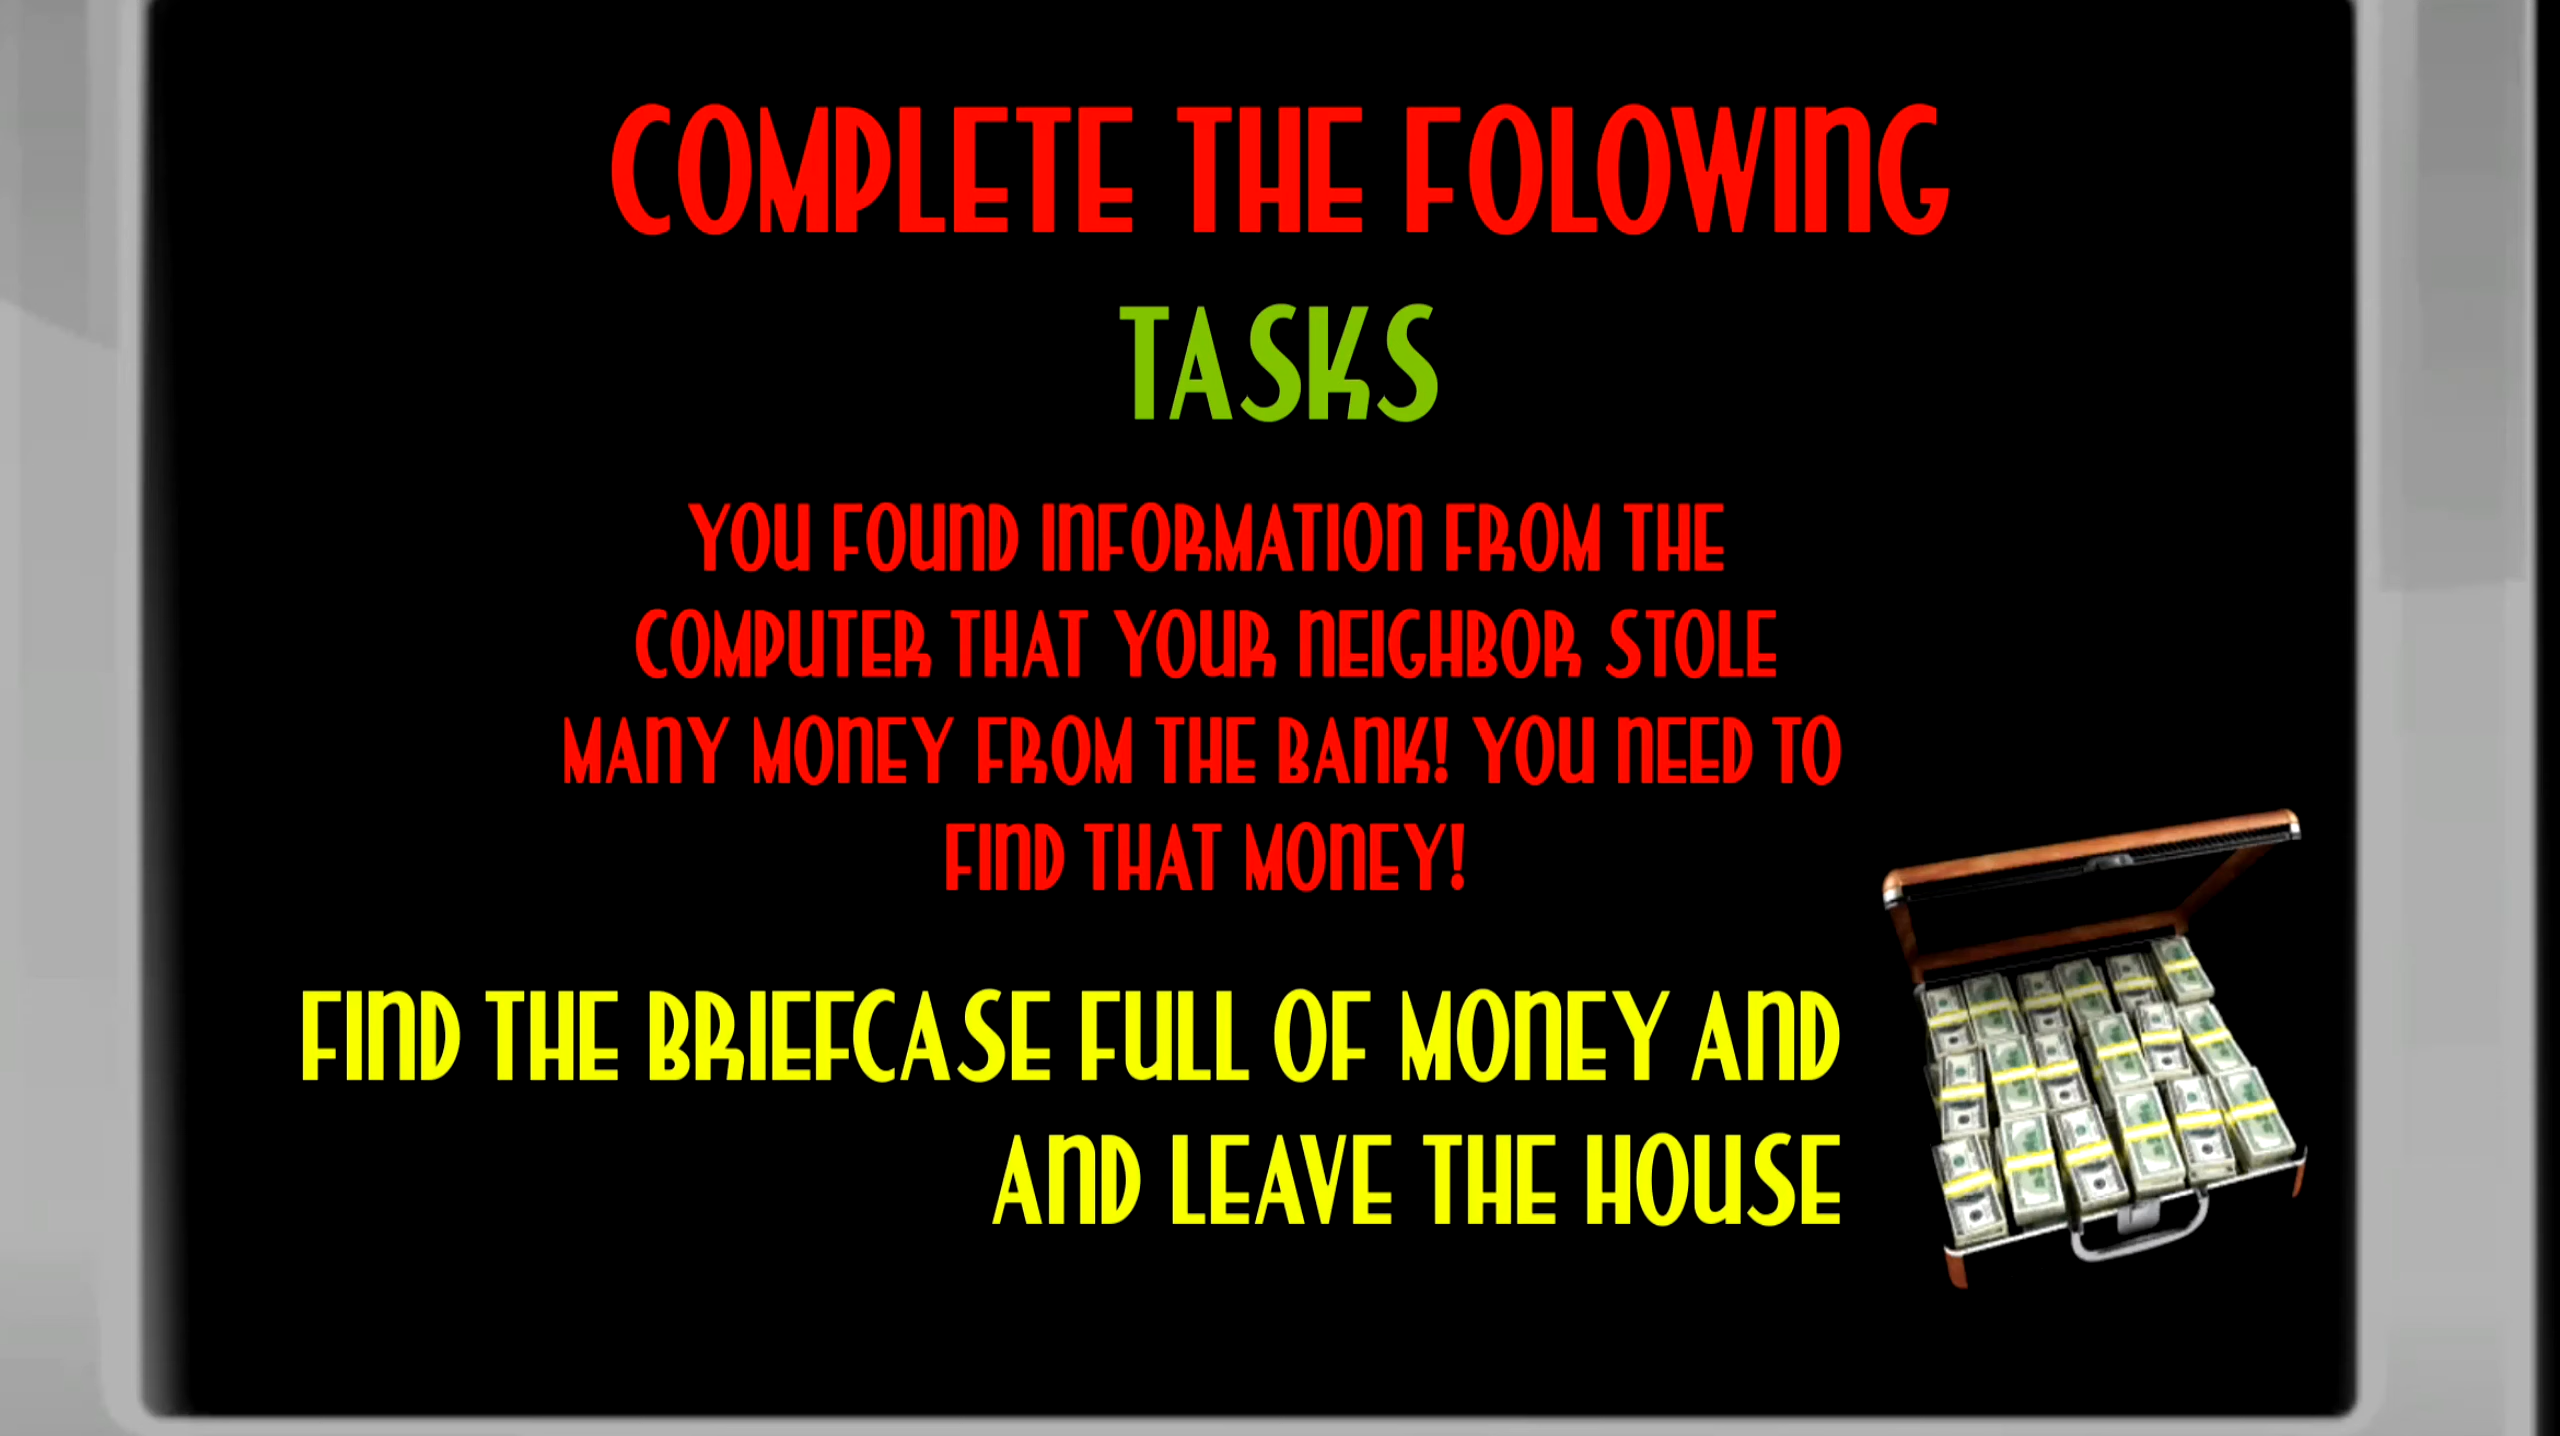 COMPLETE THE FOLOWING
TASKS
YOU FOUND INFORMATION FROM THE
COMPUTER THAT YOUR NEIGHBOR STOLE
MANY MONEY FROM THE BANK! YOU NEED TO
FIND THAT MONEY!
FIND THE BRIEFCASE FULL OF MONEY AND
AND LEAVE THE HOUSE